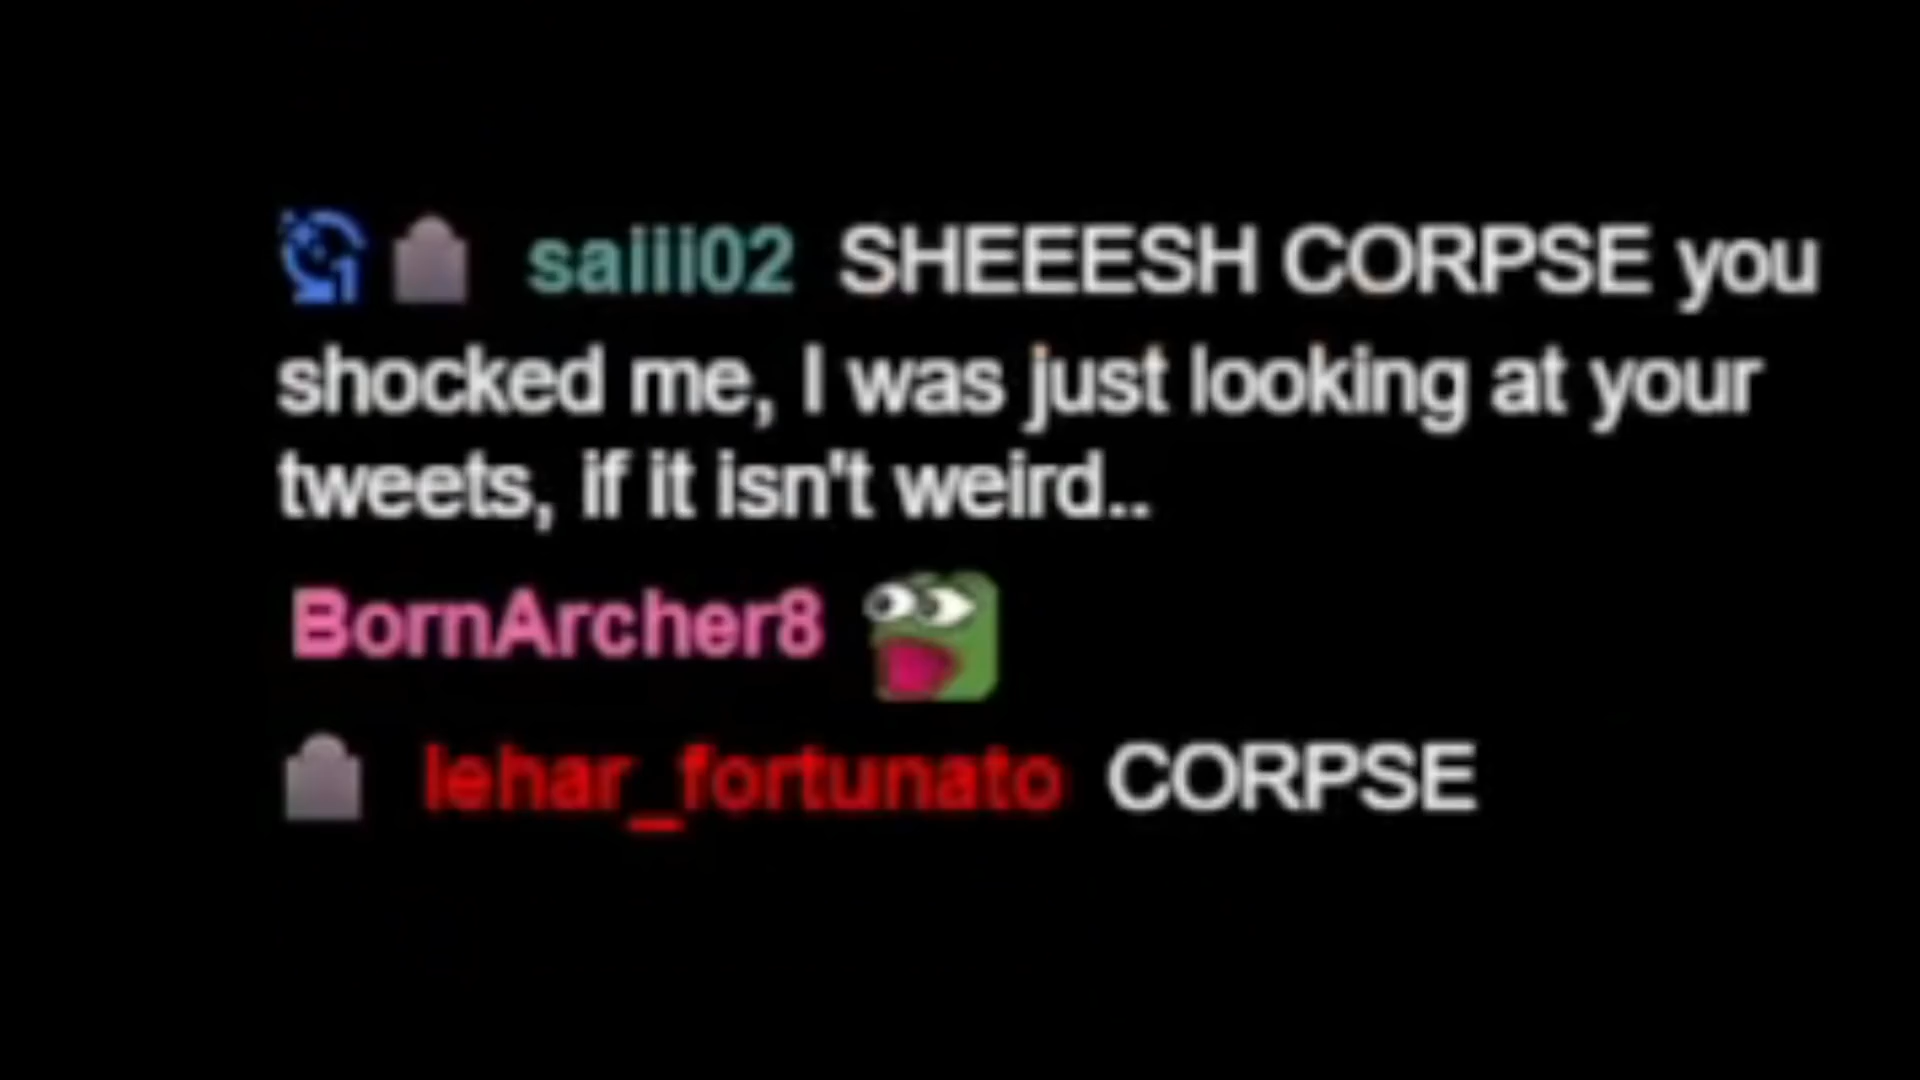 saiii02 SHEEESH CORPSE you
shocked me, I was just looking at your
tweets, if it isn't weird..
BornArcher8
lehar_fortunato CORPSE